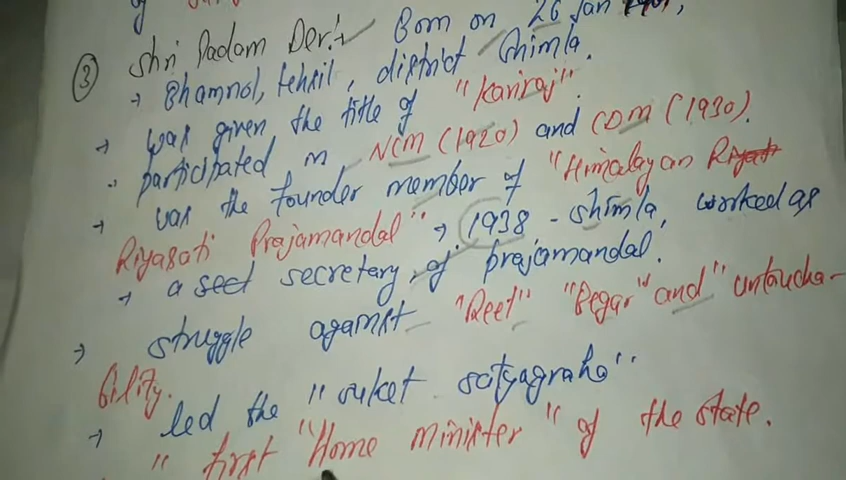 of
③ Shri Padam Dev:- Born on 26 Jan
→ Bhamnol, tehsil, district Shimla.
→ was given the title of "Kaviraj".
→ participated in NCM (1920) and CDM (1930).
→ was the founder member of "Himalayan
Riyasati Prajamandal" → 1938 - Shimla, worked as
→ a sect secretary of prajamandal.
→ struggle against "Reet" "Begar" and "untoucha-
bility.
→ led the "suket satyagraha"
" first "Home minister" of the state.